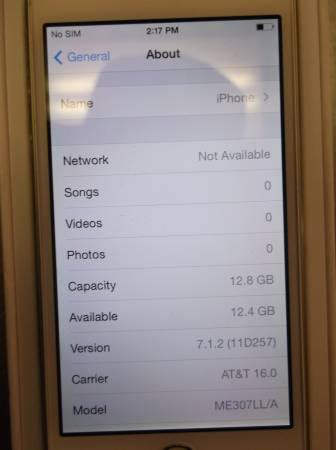 No SIM 2:17 PM
General About
Name iPhone
Network Not Available
Songs 0
Videos 0
Photos 0
Capacity 12.8 GB
Available 12.4 GB
Version 7.1.2 (11D257)
Carrier AT&T 16.0
Model ME307LL/A